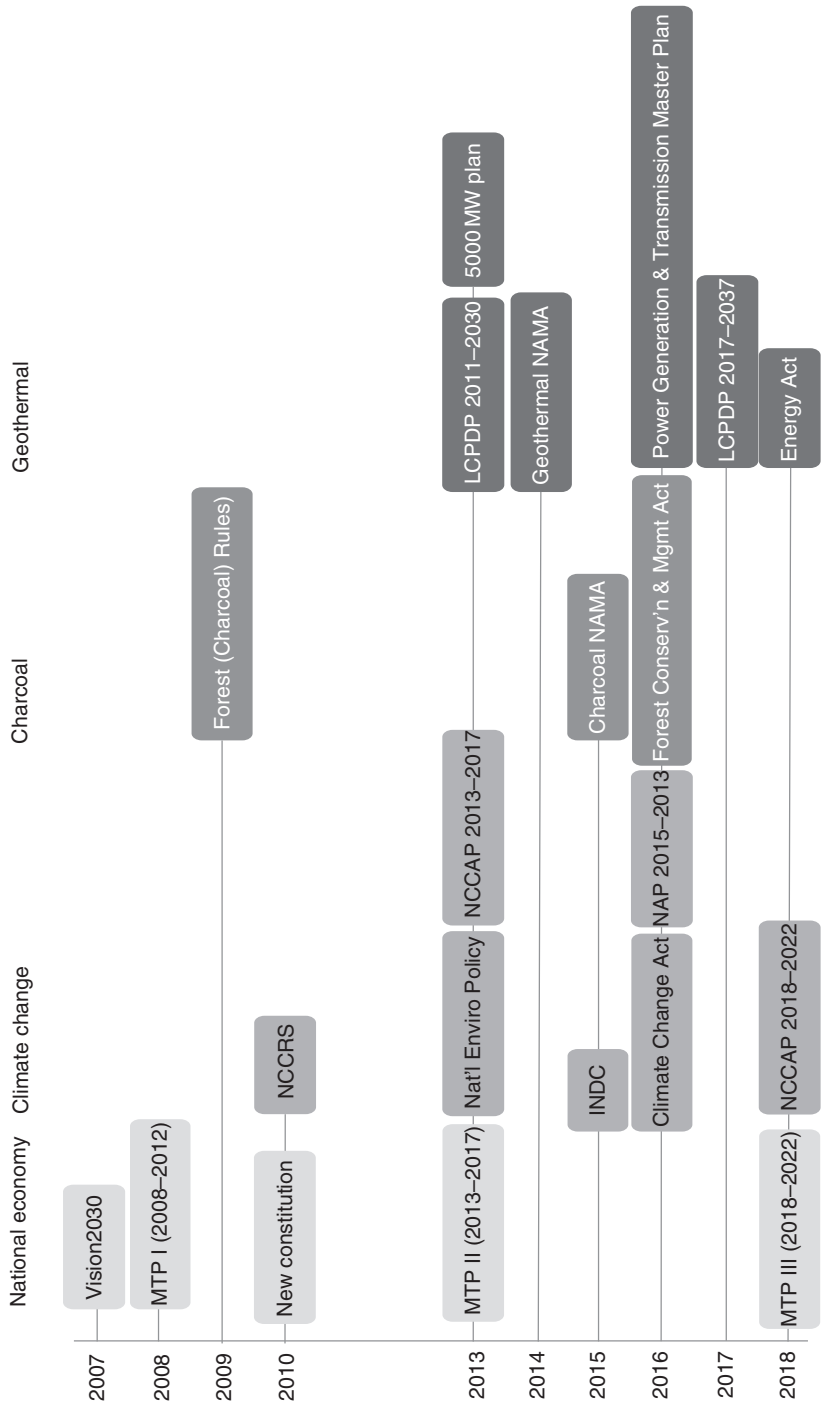 National economy
Climate change
Charcoal
Geothermal
2007
Vision2030
2008
MTP I (2008–2012)
2009
Forest (Charcoal) Rules)
2010
New constitution
NCCRS
2013
MTP II (2013–2017)
Nat'l Enviro Policy
NCCAP 2013–2017
LCPDP 2011–2030
5000 MW plan
2014
Geothermal NAMA
2015
INDC
Charcoal NAMA
2016
Climate Change Act
NAP 2015–2013
Forest Conserv'n & Mgmt Act
Power Generation & Transmission Master Plan
2017
LCPDP 2017–2037
2018
MTP III (2018–2022)
NCCAP 2018–2022
Energy Act